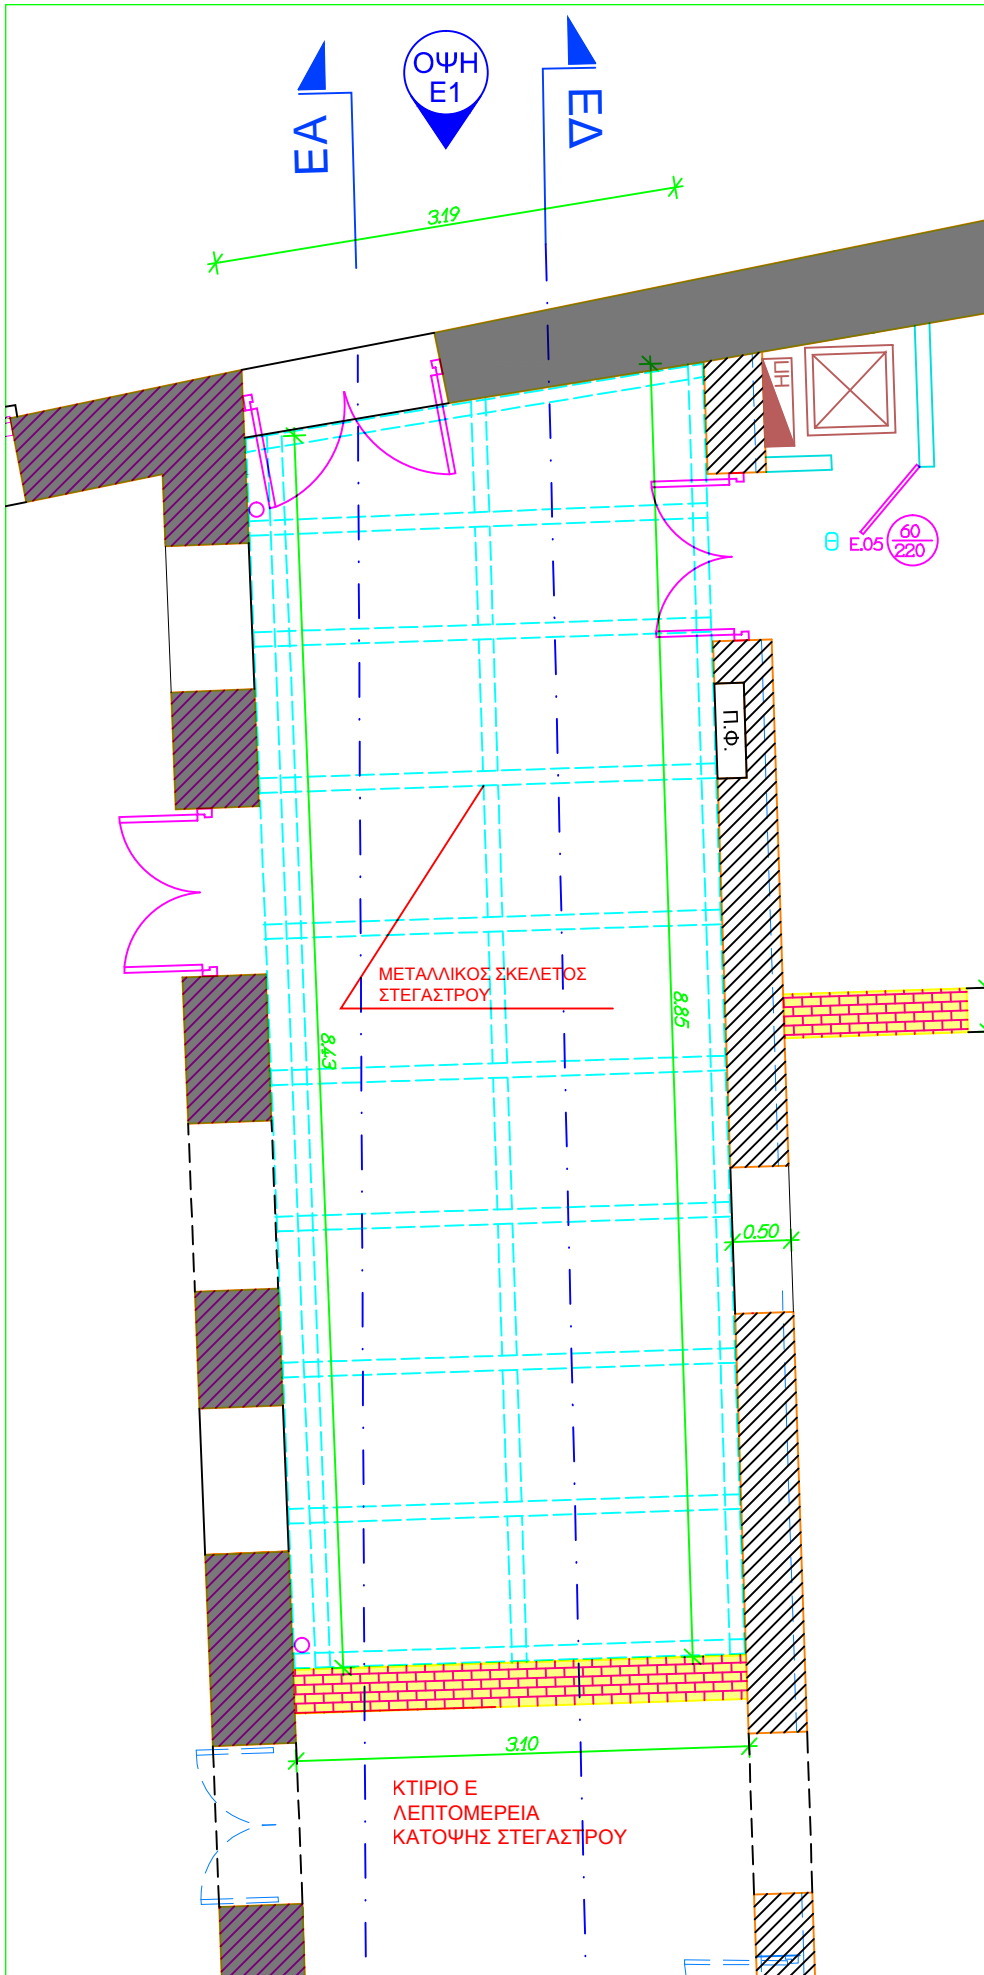 ΟΨΗ
Ε1
ΕΑ
ΕΔ
3.19
ΠΗ
Θ
E.05
60
220
Π.Φ.
ΜΕΤΑΛΛΙΚΟΣ ΣΚΕΛΕΤΟΣ
ΣΤΕΓΑΣΤΡΟΥ
8.85
8.43
0.50
3.10
ΚΤΙΡΙΟ Ε
ΛΕΠΤΟΜΕΡΕΙΑ
ΚΑΤΟΨΗΣ ΣΤΕΓΑΣΤΡΟΥ